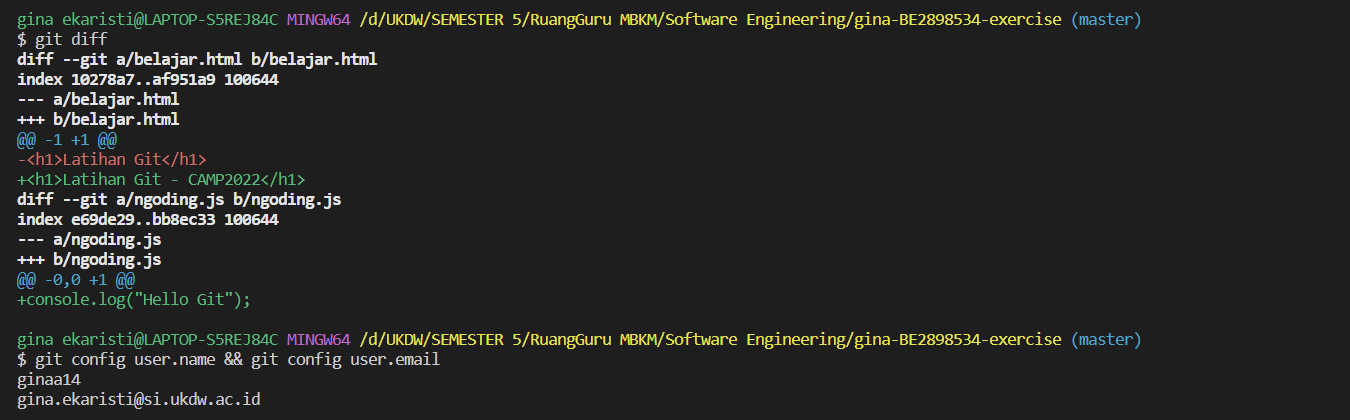 gina ekaristi@LAPTOP-S5REJ84C MINGW64 /d/UKDW/SEMESTER 5/RuangGuru MBKM/Software Engineering/gina-BE2898534-exercise (master)
$ git diff
diff --git a/belajar.html b/belajar.html
index 10278a7..af951a9 100644
--- a/belajar.html
+++ b/belajar.html
@@ -1 +1 @@
-<h1>Latihan Git</h1>
+<h1>Latihan Git - CAMP2022</h1>
diff --git a/ngoding.js b/ngoding.js
index e69de29..bb8ec33 100644
--- a/ngoding.js
+++ b/ngoding.js
@@ -0,0 +1 @@
+console.log("Hello Git");
gina ekaristi@LAPTOP-S5REJ84C MINGW64 /d/UKDW/SEMESTER 5/RuangGuru MBKM/Software Engineering/gina-BE2898534-exercise (master)
$ git config user.name && git config user.email
ginaa14
gina.ekaristi@si.ukdw.ac.id